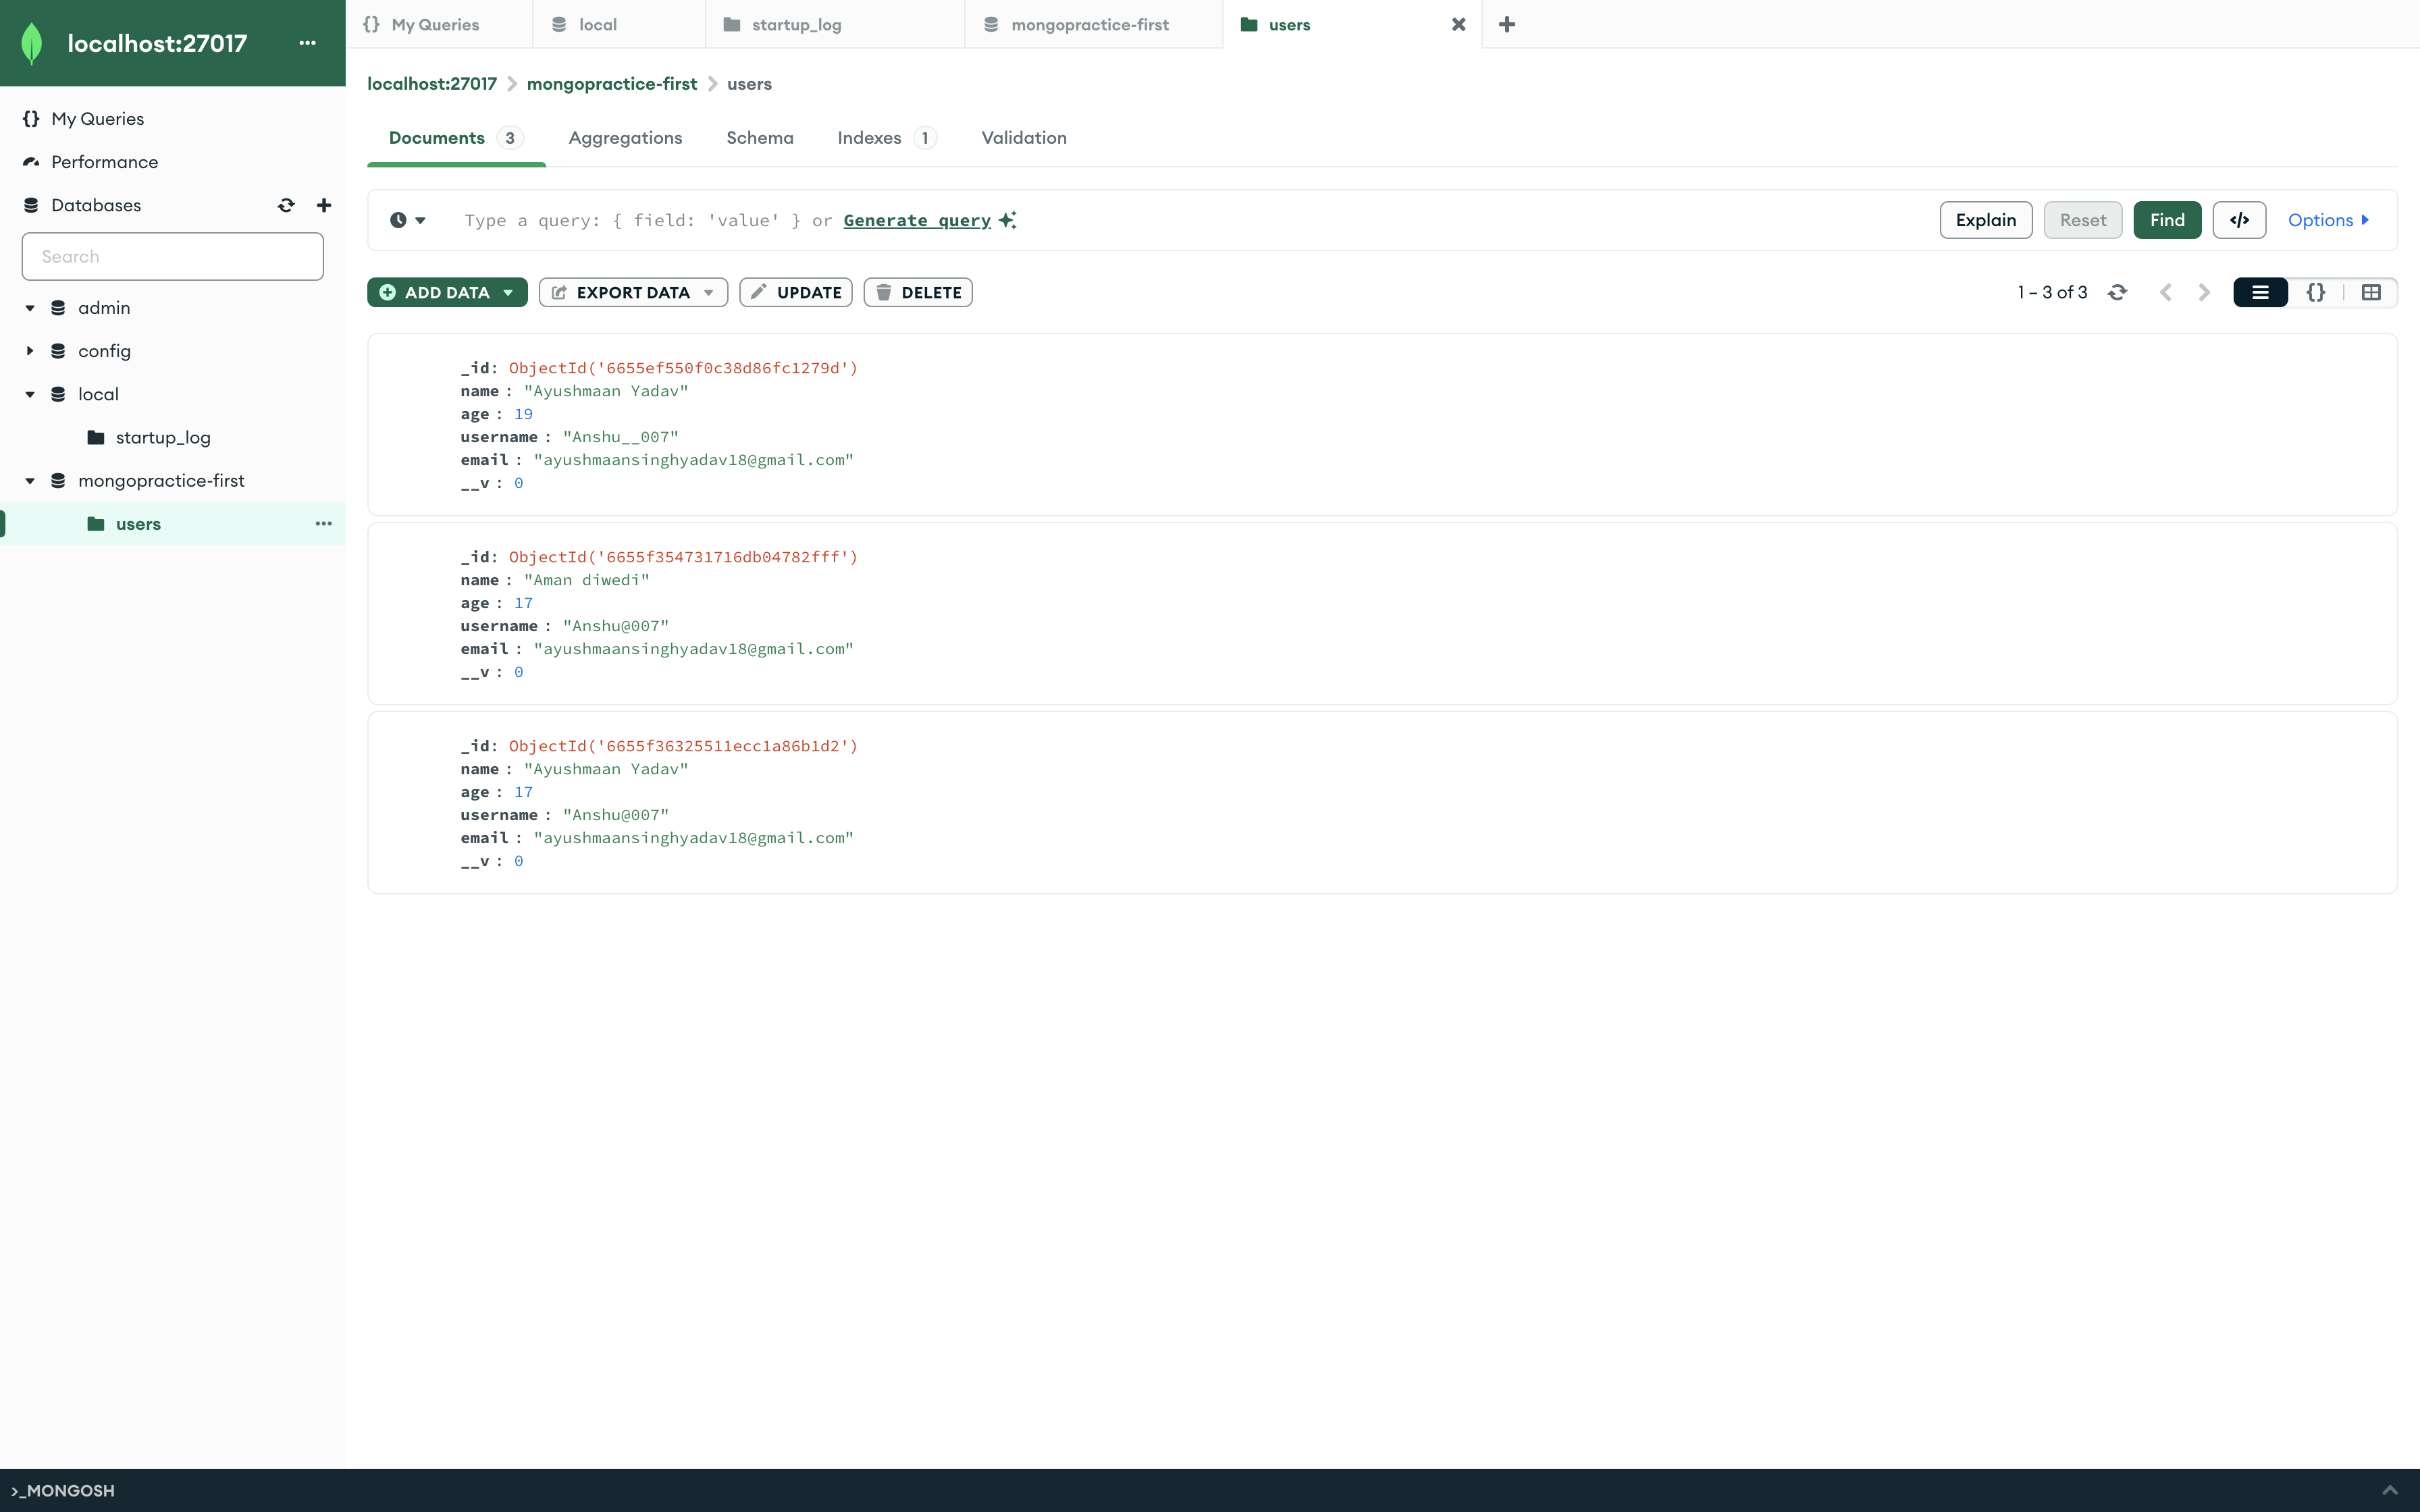 localhost:27017
My Queries
Performance
Databases
Search
admin
config
local
startup_log
mongopractice-first
users
My Queries
local
startup_log
mongopractice-first
users
localhost:27017 > mongopractice-first > users
Documents 3 Aggregations Schema Indexes 1 Validation
Type a query: { field: 'value' } or Generate query
Explain Reset Find </> Options
ADD DATA EXPORT DATA UPDATE DELETE
1 – 3 of 3
_id: ObjectId('6655ef550f0c38d86fc1279d')
name : "Ayushmaan Yadav"
age : 19
username : "Anshu__007"
email : "ayushmaansinghyadav18@gmail.com"
__v : 0
_id: ObjectId('6655f354731716db04782fff')
name : "Aman diwedi"
age : 17
username : "Anshu@007"
email : "ayushmaansinghyadav18@gmail.com"
__v : 0
_id: ObjectId('6655f36325511ecc1a86b1d2')
name : "Ayushmaan Yadav"
age : 17
username : "Anshu@007"
email : "ayushmaansinghyadav18@gmail.com"
__v : 0
>_MONGOSH